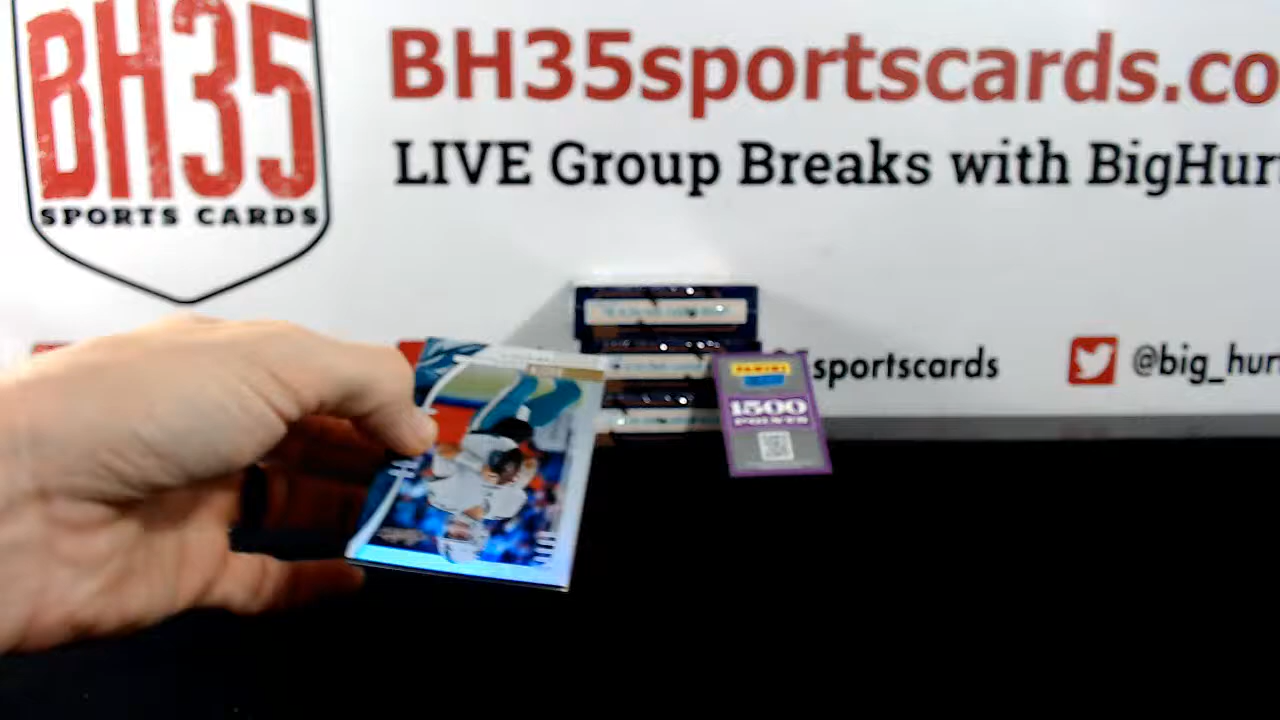 BH35
SPORTS CARDS
BH35sportscards.co
LIVE Group Breaks with BigHur
sportscards
@big_hur
PANINI
1500
POINTS